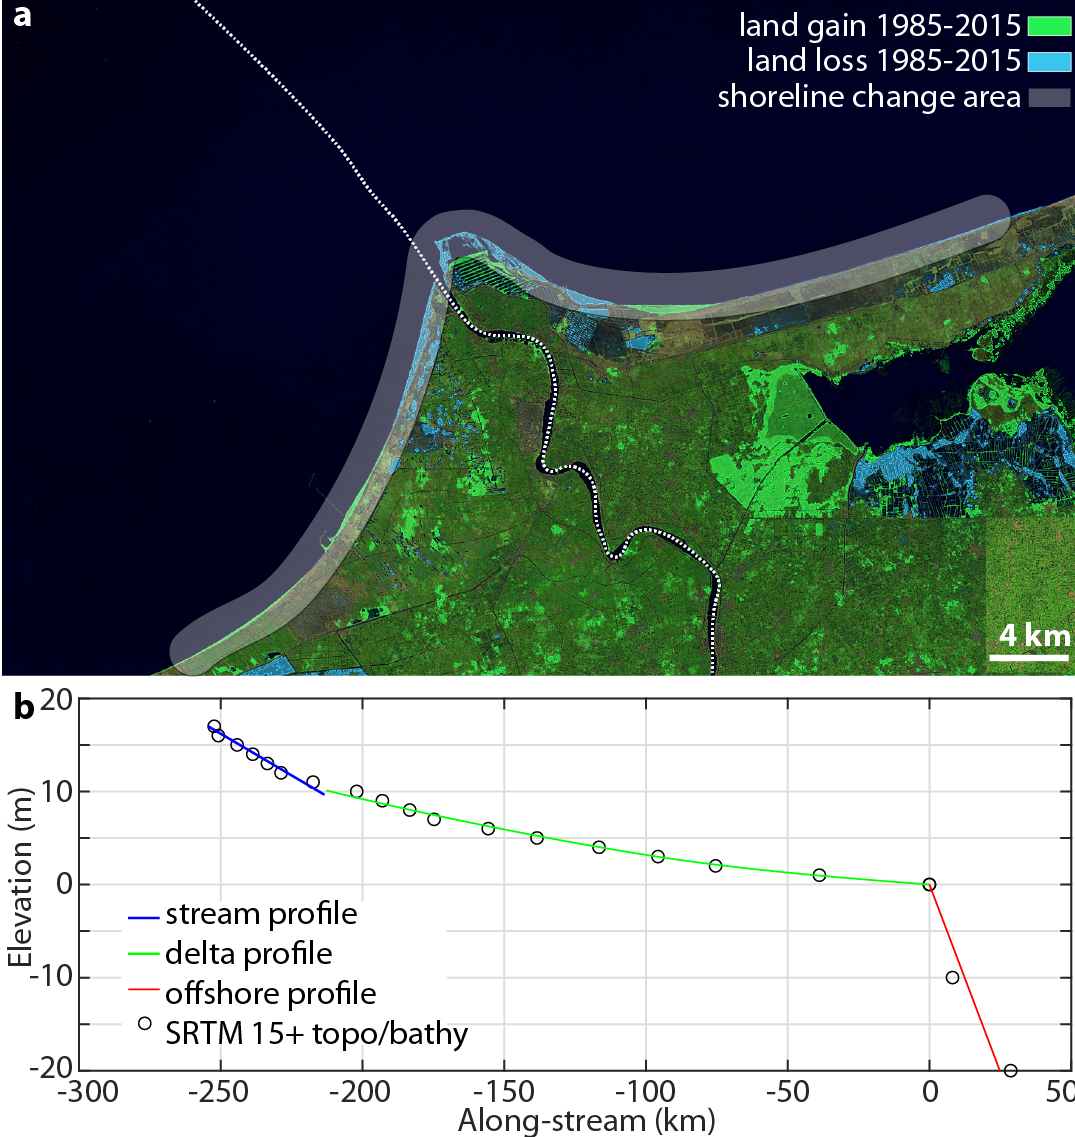 a
land gain 1985-2015
land loss 1985-2015
shoreline change area
4 km
b
20
10
0
-10
-20
Elevation (m)
stream profile
delta profile
offshore profile
SRTM 15+ topo/bathy
-300 -250 -200 -150 -100 -50 0 50
Along-stream (km)